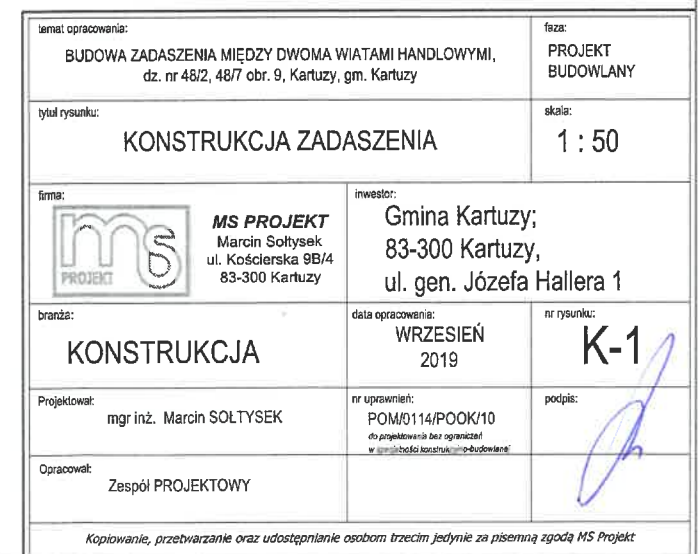 temat opracowania:
BUDOWA ZADASZENIA MIĘDZY DWOMA WIATAMI HANDLOWYMI,
dz. nr 48/2, 48/7 obr. 9, Kartuzy, gm. Kartuzy
faza:
PROJEKT
BUDOWLANY
tytuł rysunku:
KONSTRUKCJA ZADASZENIA
skala:
1 : 50
firma:
ms
PROJEKT
MS PROJEKT
Marcin Sołtysek
ul. Kościerska 9B/4
83-300 Kartuzy
inwestor:
Gmina Kartuzy;
83-300 Kartuzy,
ul. gen. Józefa Hallera 1
branża:
KONSTRUKCJA
data opracowania:
WRZESIEŃ
2019
nr rysunku:
K-1
Projektował:
mgr inż. Marcin SOŁTYSEK
nr uprawnień:
POM/0114/POOK/10
do projektowania bez ograniczeń
w konstrukcyjno-budowlanej
podpis:
Opracował:
Zespół PROJEKTOWY
Kopiowanie, przetwarzanie oraz udostępnianie osobom trzecim jedynie za pisemną zgodą MS Projekt